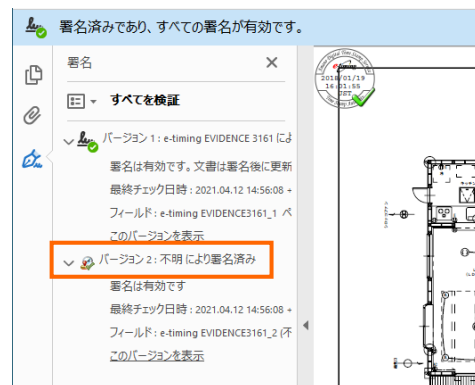 署名済みであり、すべての署名が有効です。
署名
すべてを検証
バージョン 1 : e-timing EVIDENCE 3161 によ
署名は有効です。文書は署名後に更新
最終チェック日時 : 2021.04.12 14:56:08 +
フィールド : e-timing EVIDENCE3161_1 ペ
このバージョンを表示
バージョン 2 : 不明 により署名済み
署名は有効です
最終チェック日時 : 2021.04.12 14:56:08 +
フィールド : e-timing EVIDENCE3161_2 (不
このバージョンを表示
e-timing
2018/01/19
16:01:55
JST